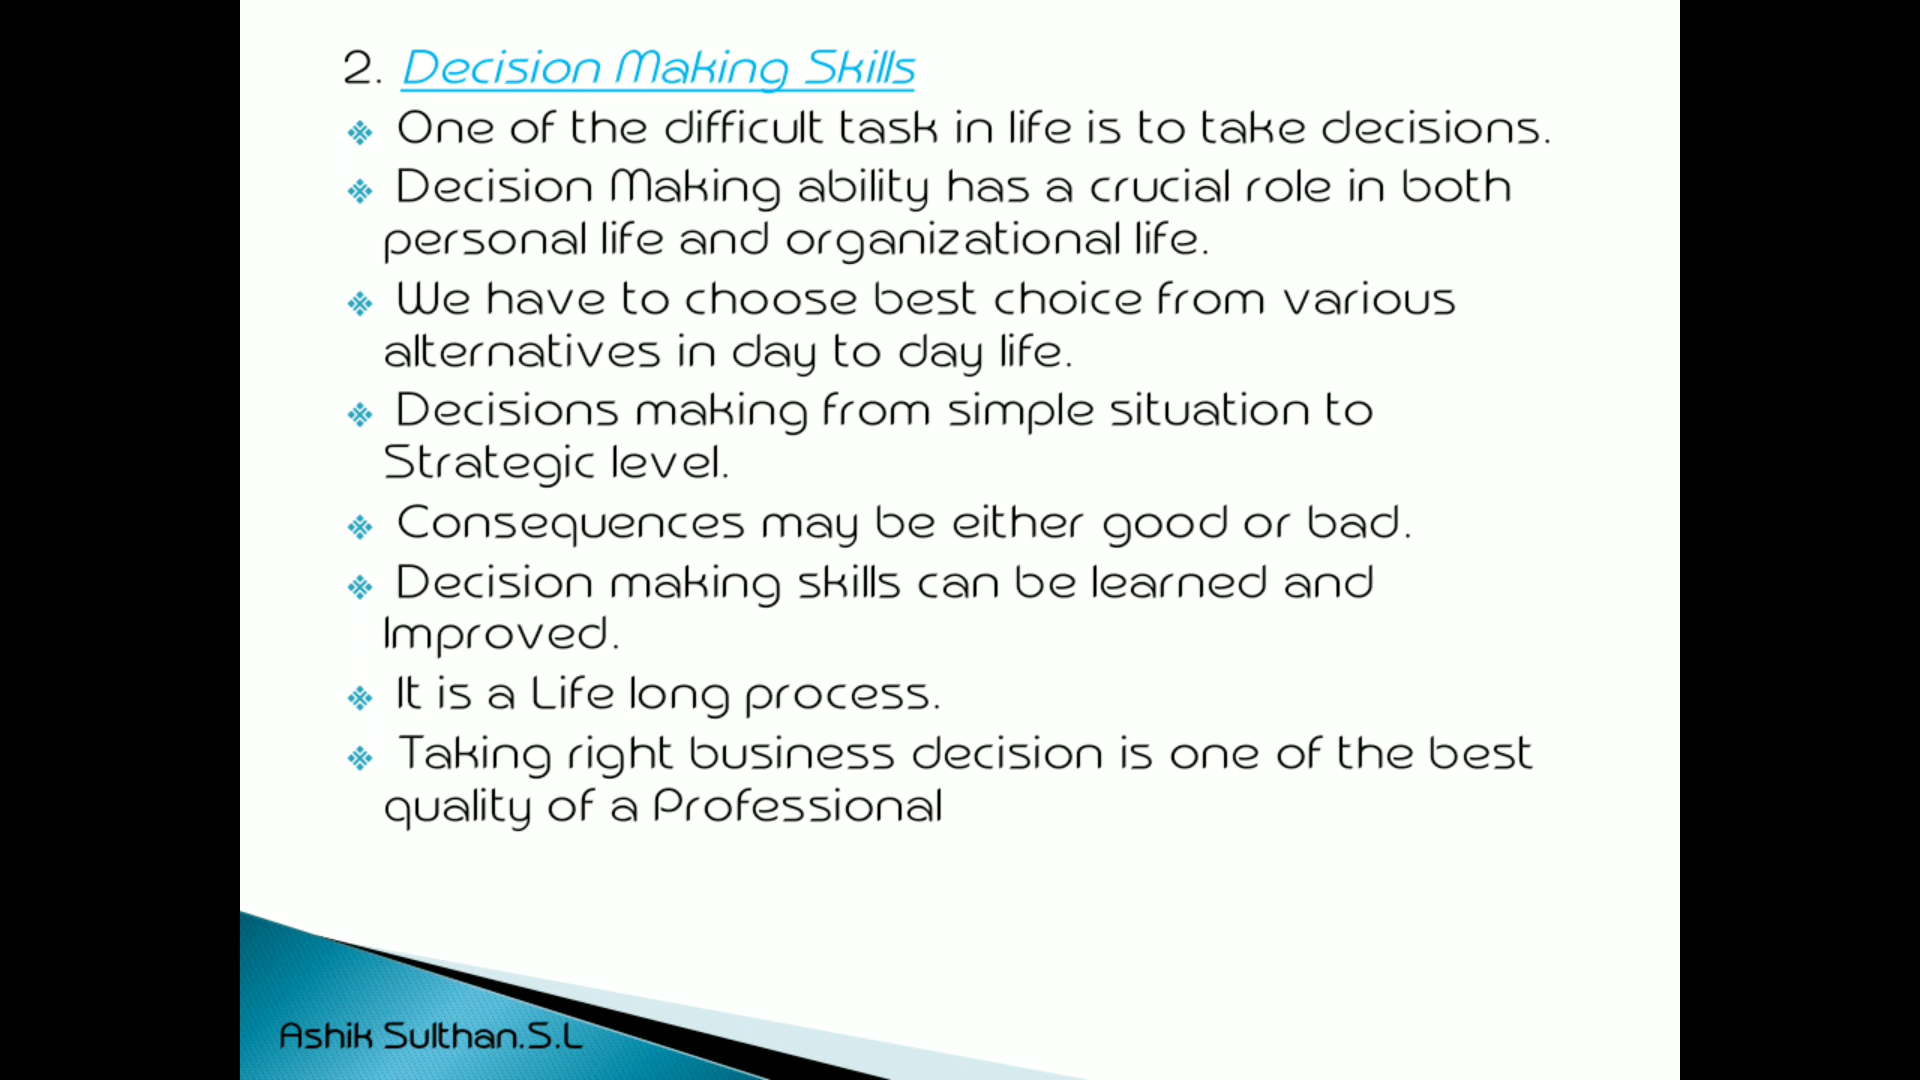 2. Decision Making Skills
One of the difficult task in life is to take decisions.
Decision Making ability has a crucial role in both
personal life and organizational life.
We have to choose best choice from various
alternatives in day to day life.
Decisions making from simple situation to
Strategic level.
Consequences may be either good or bad.
Decision making skills can be learned and
Improved.
It is a Life long process.
Taking right business decision is one of the best
quality of a Professional
Ashik Sulthan.S.L